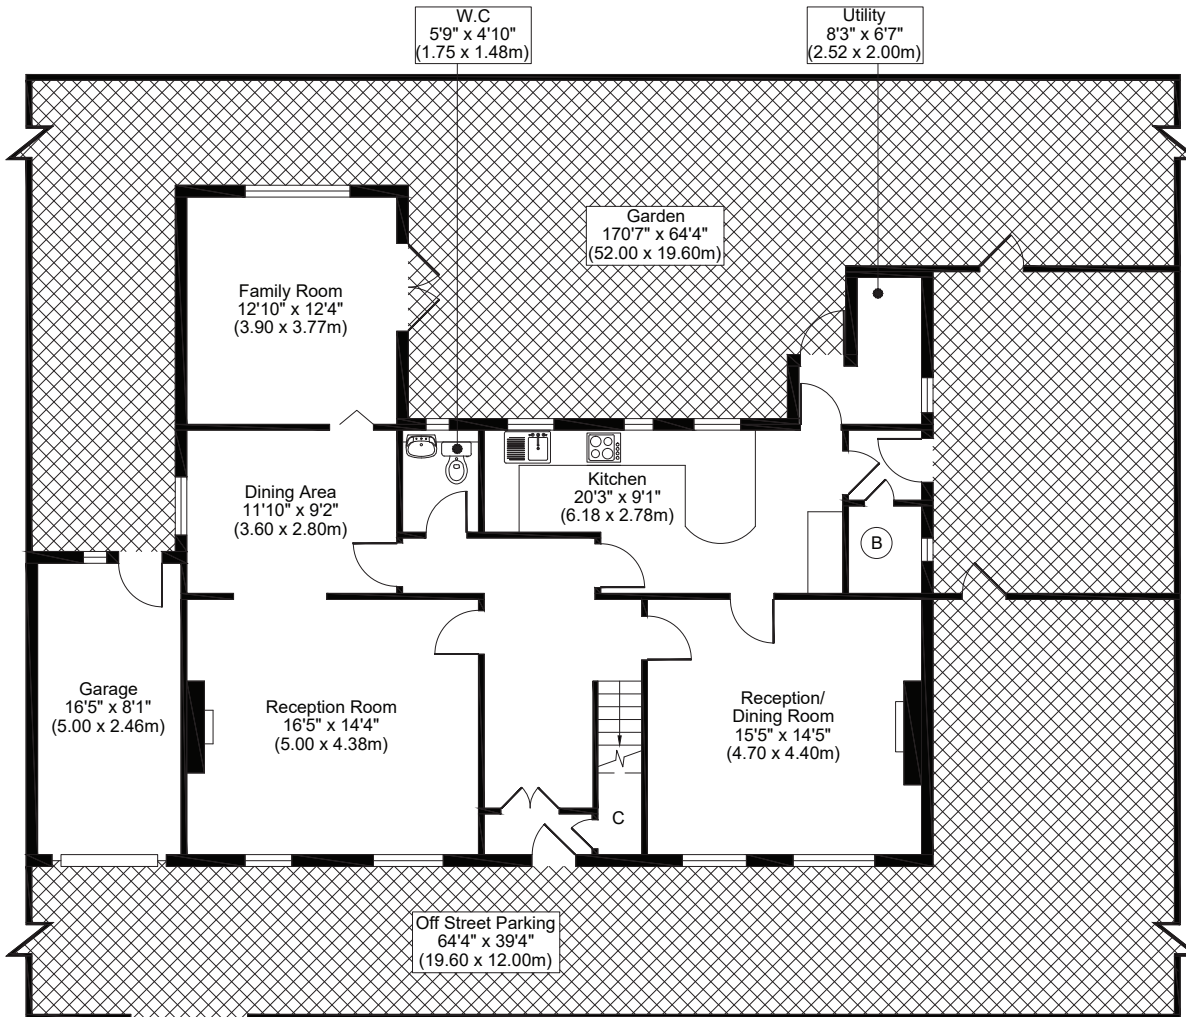 W.C
5'9" x 4'10"
(1.75 x 1.48m)
Utility
8'3" x 6'7"
(2.52 x 2.00m)
Garden
170'7" x 64'4"
(52.00 x 19.60m)
Family Room
12'10" x 12'4"
(3.90 x 3.77m)
Dining Area
11'10" x 9'2"
(3.60 x 2.80m)
Kitchen
20'3" x 9'1"
(6.18 x 2.78m)
B
Garage
16'5" x 8'1"
(5.00 x 2.46m)
Reception Room
16'5" x 14'4"
(5.00 x 4.38m)
Reception/
Dining Room
15'5" x 14'5"
(4.70 x 4.40m)
C
Off Street Parking
64'4" x 39'4"
(19.60 x 12.00m)